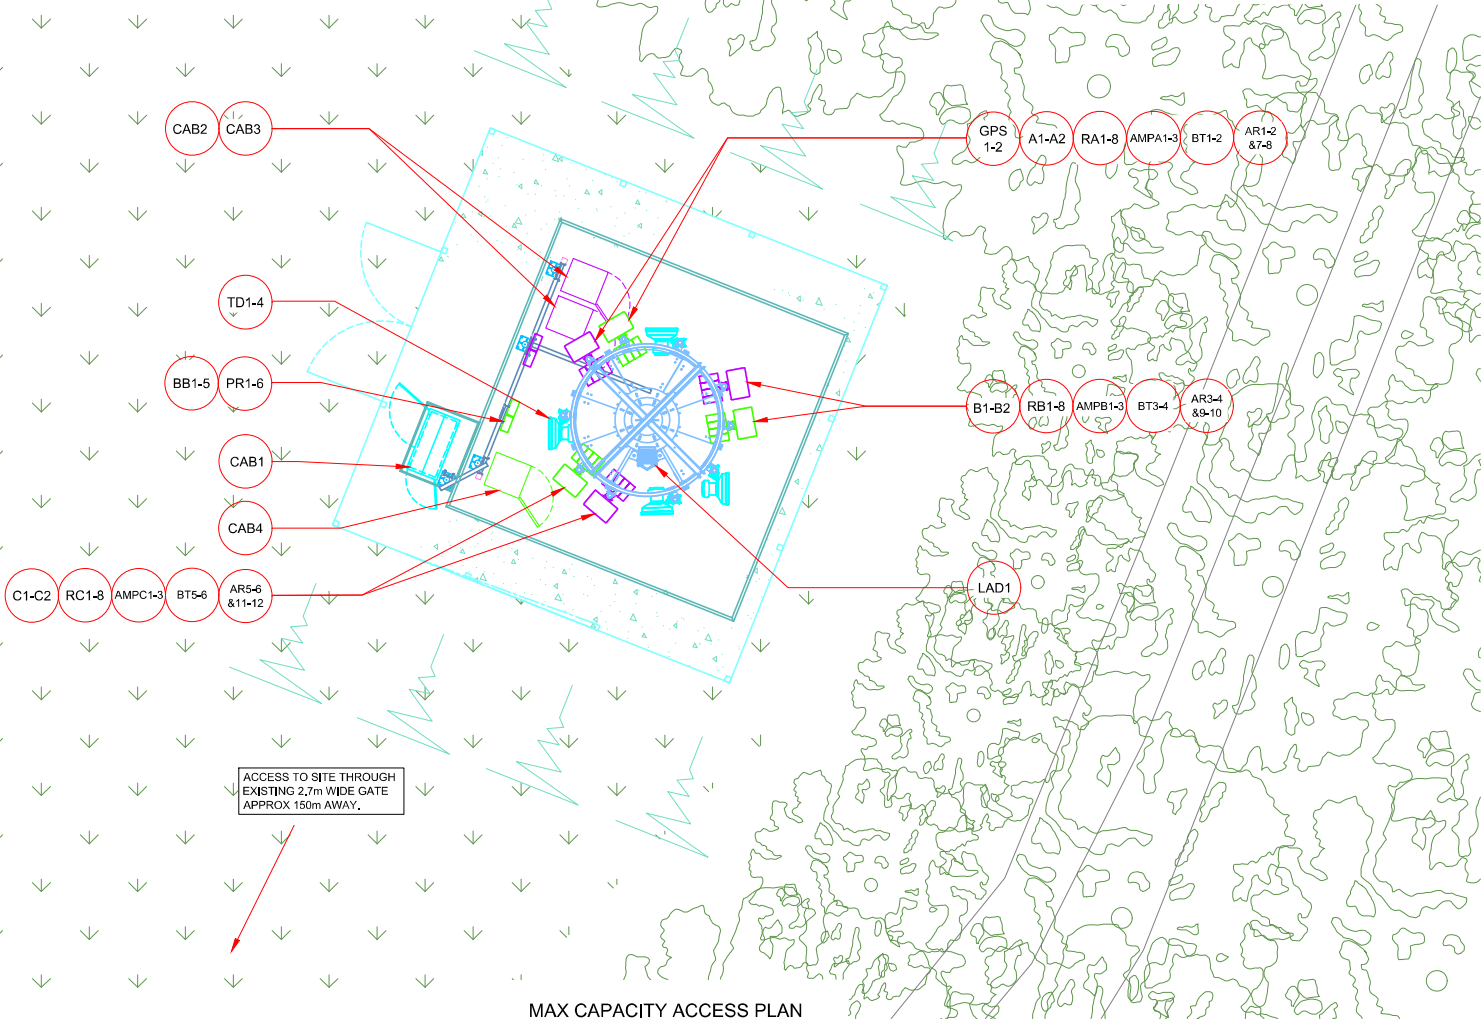 CAB2
CAB3
GPS
1-2
A1-A2
RA1-8
AMPA1-3
BT1-2
AR1-2
&7-8
TD1-4
BB1-5
PR1-6
B1-B2
RB1-8
AMPB1-3
BT3-4
AR3-4
&9-10
CAB1
CAB4
C1-C2
RC1-8
AMPC1-3
BT5-6
AR5-6
&11-12
LAD1
ACCESS TO SITE THROUGH
EXISTING 2.7m WIDE GATE
APPROX 150m AWAY.
MAX CAPACITY ACCESS PLAN